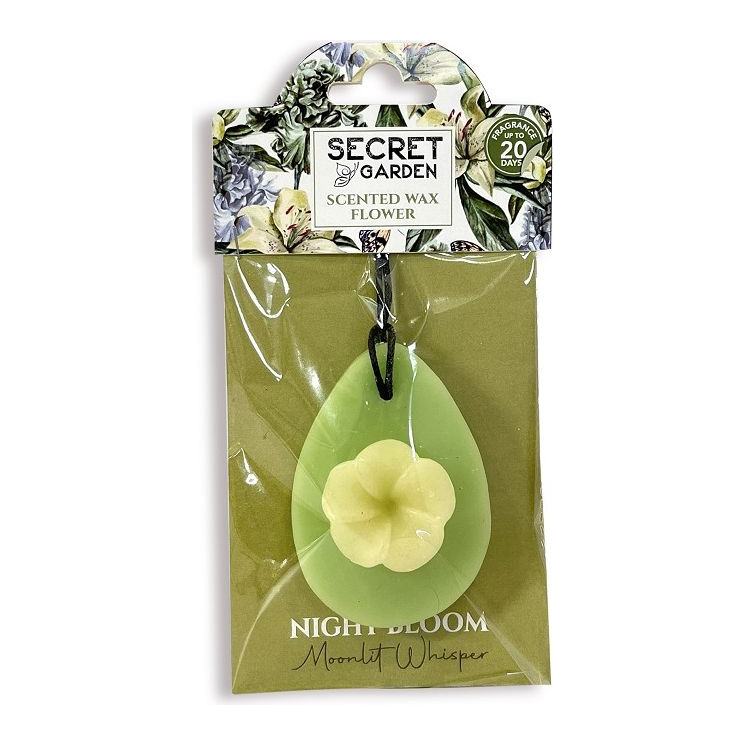 SECRET
GARDEN
SCENTED WAX
FLOWER
FRAGRANCE
UP TO
20
DAYS
NIGHT BLOOM
Moonlit Whisper